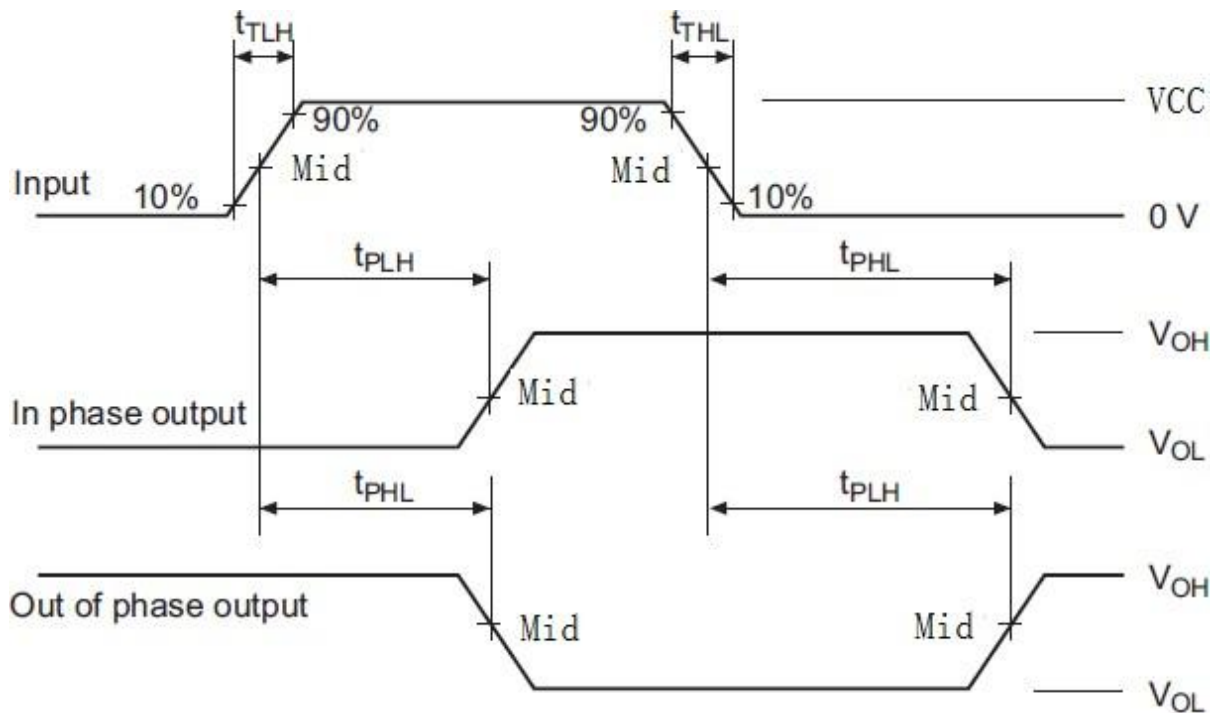 tTLH
tTHL
VCC
90%
90%
Mid
Mid
Input
10%
10%
0 V
tPLH
tPHL
VOH
In phase output
Mid
Mid
VOL
tPHL
tPLH
VOH
Out of phase output
Mid
Mid
VOL